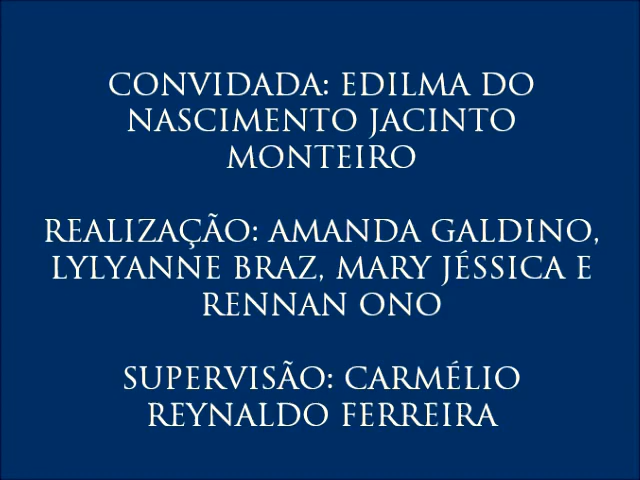 CONVIDADA: EDILMA DO
NASCIMENTO JACINTO
MONTEIRO
REALIZAÇÃO: AMANDA GALDINO,
LYLYANNE BRAZ, MARY JÉSSICA E
RENNAN ONO
SUPERVISÃO: CARMÉLIO
REYNALDO FERREIRA